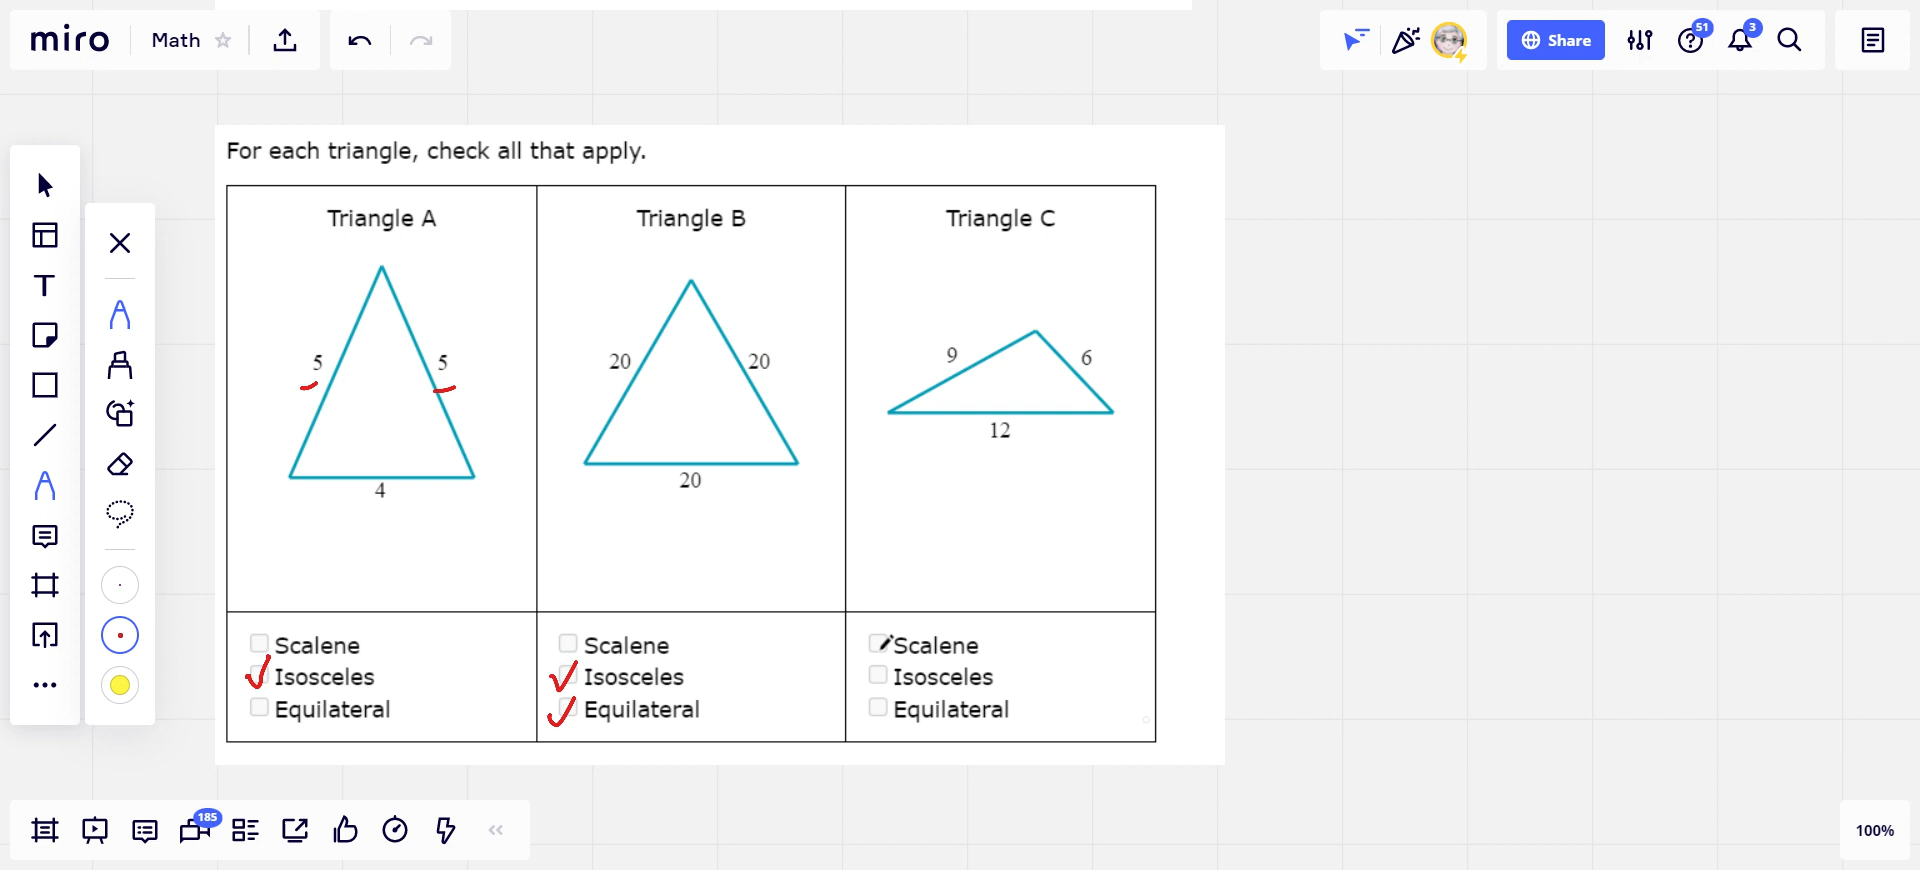 miro
Math
Share
51
3
For each triangle, check all that apply.
Triangle A
Triangle B
Triangle C
5
5
4
20
20
20
9
6
12
Scalene
Isosceles
Equilateral
Scalene
Isosceles
Equilateral
Scalene
Isosceles
Equilateral
185
100%